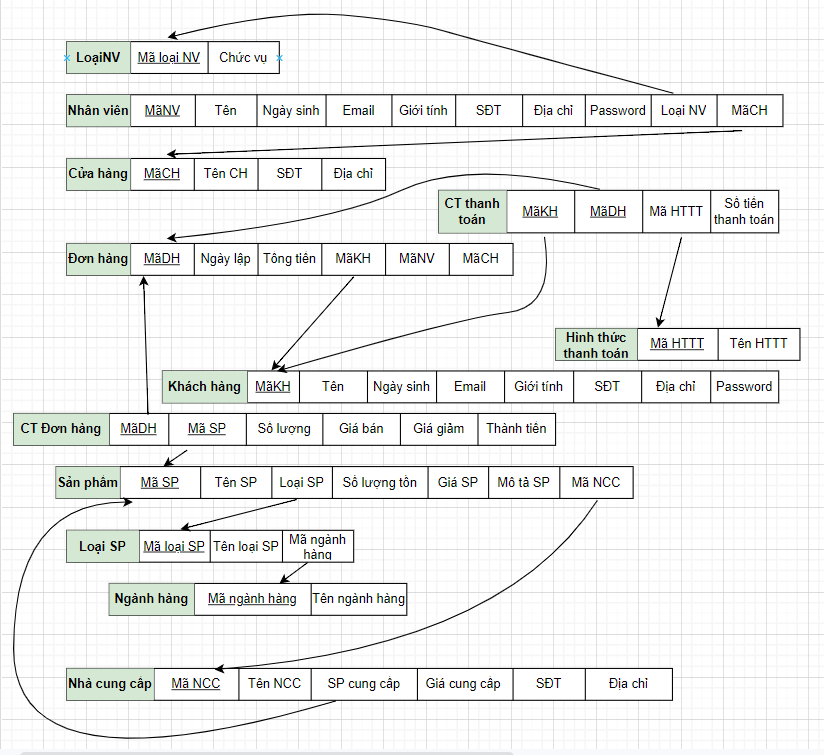 LoạiNV Mã loại NV Chức vụ
Nhân viên MãNV Tên Ngày sinh Email Giới tính SĐT Địa chỉ Password Loại NV MãCH
Cửa hàng MãCH Tên CH SĐT Địa chỉ
CT thanh toán MãKH MãDH Mã HTTT Số tiền thanh toán
Đơn hàng MãDH Ngày lập Tông tiền MãKH MãNV MãCH
Hình thức thanh toán Mã HTTT Tên HTTT
Khách hàng MãKH Tên Ngày sinh Email Giới tính SĐT Địa chỉ Password
CT Đơn hàng MãDH Mã SP Số lượng Giá bán Giá giảm Thành tiên
Sản phẩm Mã SP Tên SP Loại SP Số lượng tồn Giá SP Mô tả SP Mã NCC
Loại SP Mã loại SP Tên loại SP Mã ngành hàng
Ngành hàng Mã ngành hàng Tên ngành hàng
Nhà cung cấp Mã NCC Tên NCC SP cung cấp Giá cung cấp SĐT Địa chỉ